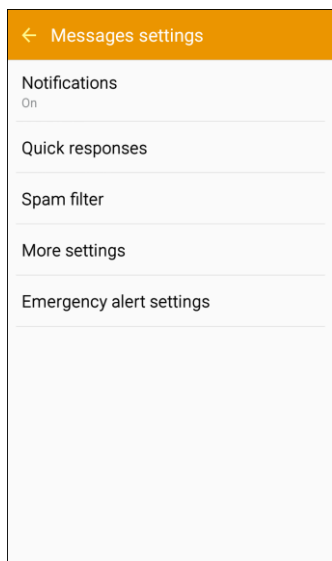 Messages settings
Notifications
On
Quick responses
Spam filter
More settings
Emergency alert settings